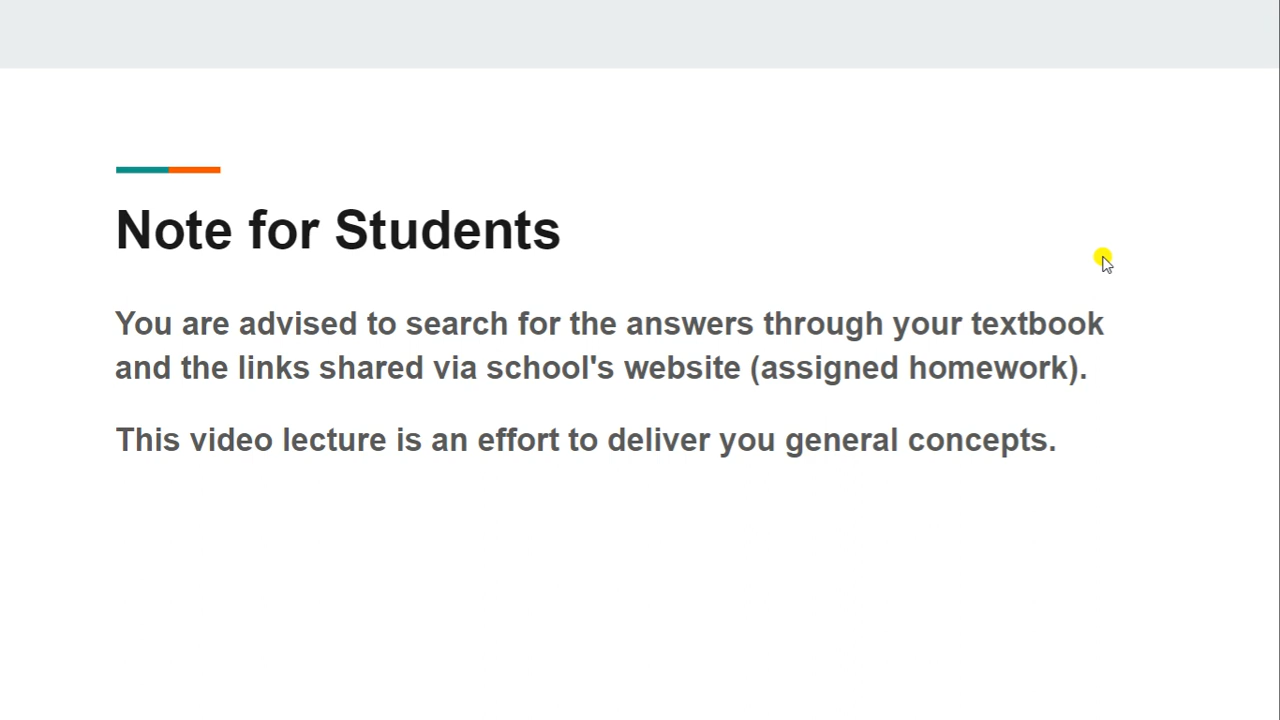 Note for Students
You are advised to search for the answers through your textbook
and the links shared via school's website (assigned homework).
This video lecture is an effort to deliver you general concepts.